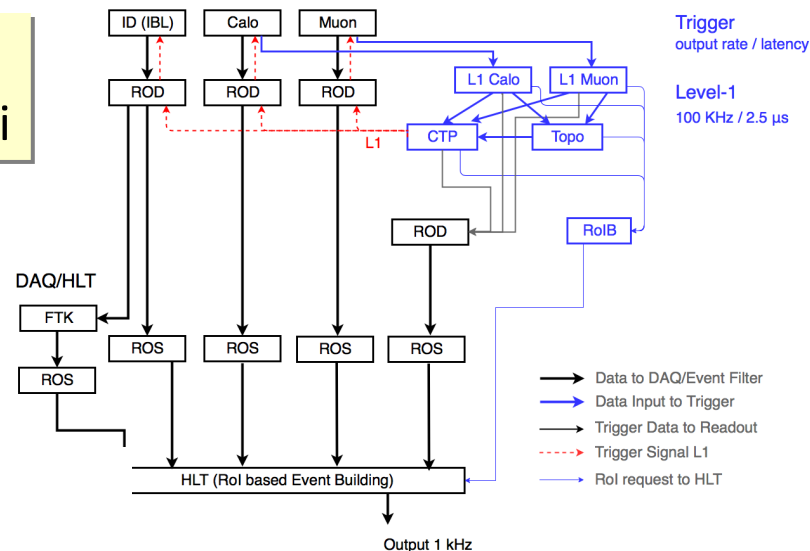 ID (IBL)
Calo
Muon
Trigger
output rate / latency
L1 Calo
L1 Muon
ROD
ROD
ROD
Level-1
100 KHz / 2.5 µs
i
CTP
Topo
L1
ROD
RoIB
DAQ/HLT
FTK
ROS
ROS
ROS
ROS
ROS
Data to DAQ/Event Filter
Data Input to Trigger
Trigger Data to Readout
Trigger Signal L1
RoI request to HLT
HLT (RoI based Event Building)
Output 1 kHz